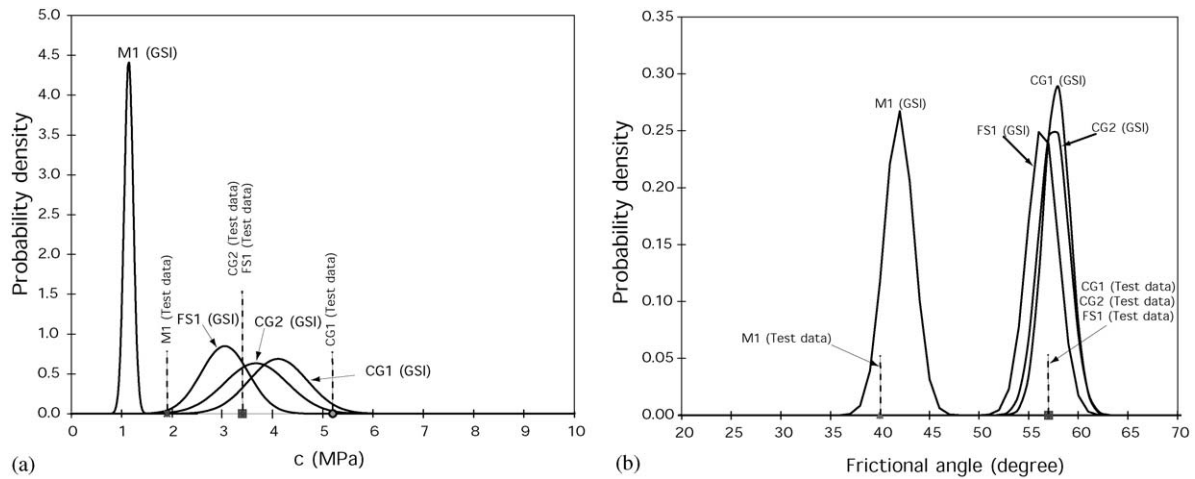 5.0
4.5
4.0
3.5
3.0
2.5
2.0
1.5
1.0
0.5
0.0
Probability density
M1 (GSI)
M1 (Test data)
FS1 (GSI)
CG2 (Test data)
FS1 (Test data)
CG2 (GSI)
CG1 (Test data)
CG1 (GSI)
0 1 2 3 4 5 6 7 8 9 10
c (MPa)
(a)
0.35
0.30
0.25
0.20
0.15
0.10
0.05
0.00
Probability density
M1 (GSI)
CG1 (GSI)
FS1 (GSI)
CG2 (GSI)
M1 (Test data)
CG1 (Test data)
CG2 (Test data)
FS1 (Test data)
20 30 40 45 50 55 60 65 70
Frictional angle (degree)
(b)